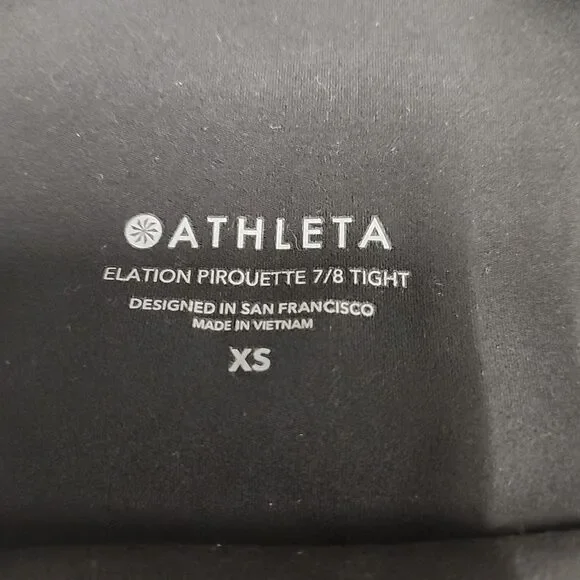 ATHLETA
ELATION PIROUETTE 7/8 TIGHT
DESIGNED IN SAN FRANCISCO
MADE IN VIETNAM
XS